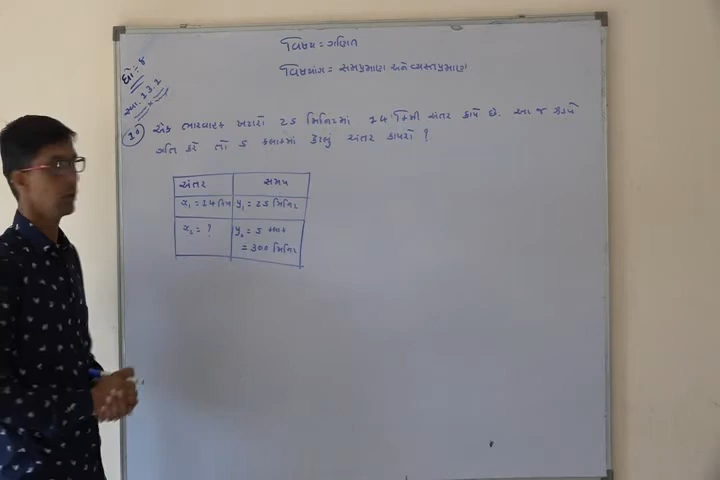 વિષય = ગણિત
વિષયાંગ = સમપ્રમાણ અને વ્યસ્તપ્રમાણ
ધો: 8
સ્વા. 13.1
10 એક ભારવાહક ખટારો 25 મિનિટમાં 14 કિમી અંતર કાપે છે. આ જ ઝડપે
ગતિ કરે તો 5 કલાકમાં કેટલું અંતર કાપશે ?
અંતર સમય
x₁ = 14 કિમ y₁ = 25 મિનિટ
x₂ = ? y₂ = 5 કલાક
= 300 મિનિટ